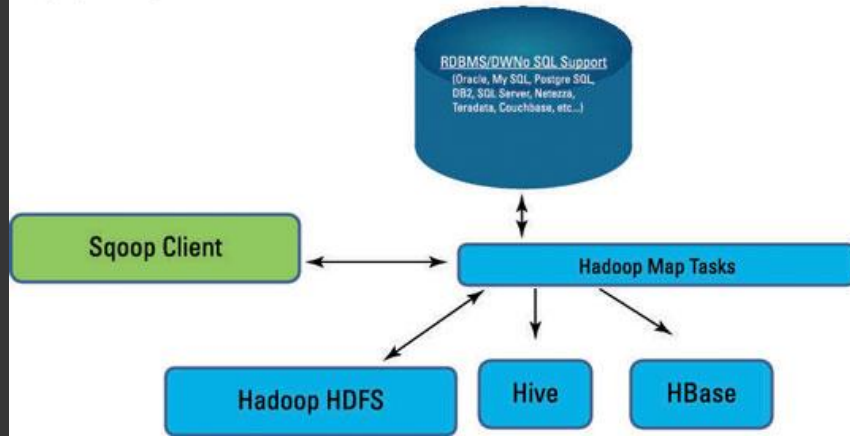 RDBMS/DWNo SQL Support
(Oracle, My SQL, Postgre SQL,
DB2, SQL Server, Netezza,
Teradata, Couchbase, etc...)
Sqoop Client
Hadoop Map Tasks
Hadoop HDFS
Hive
HBase